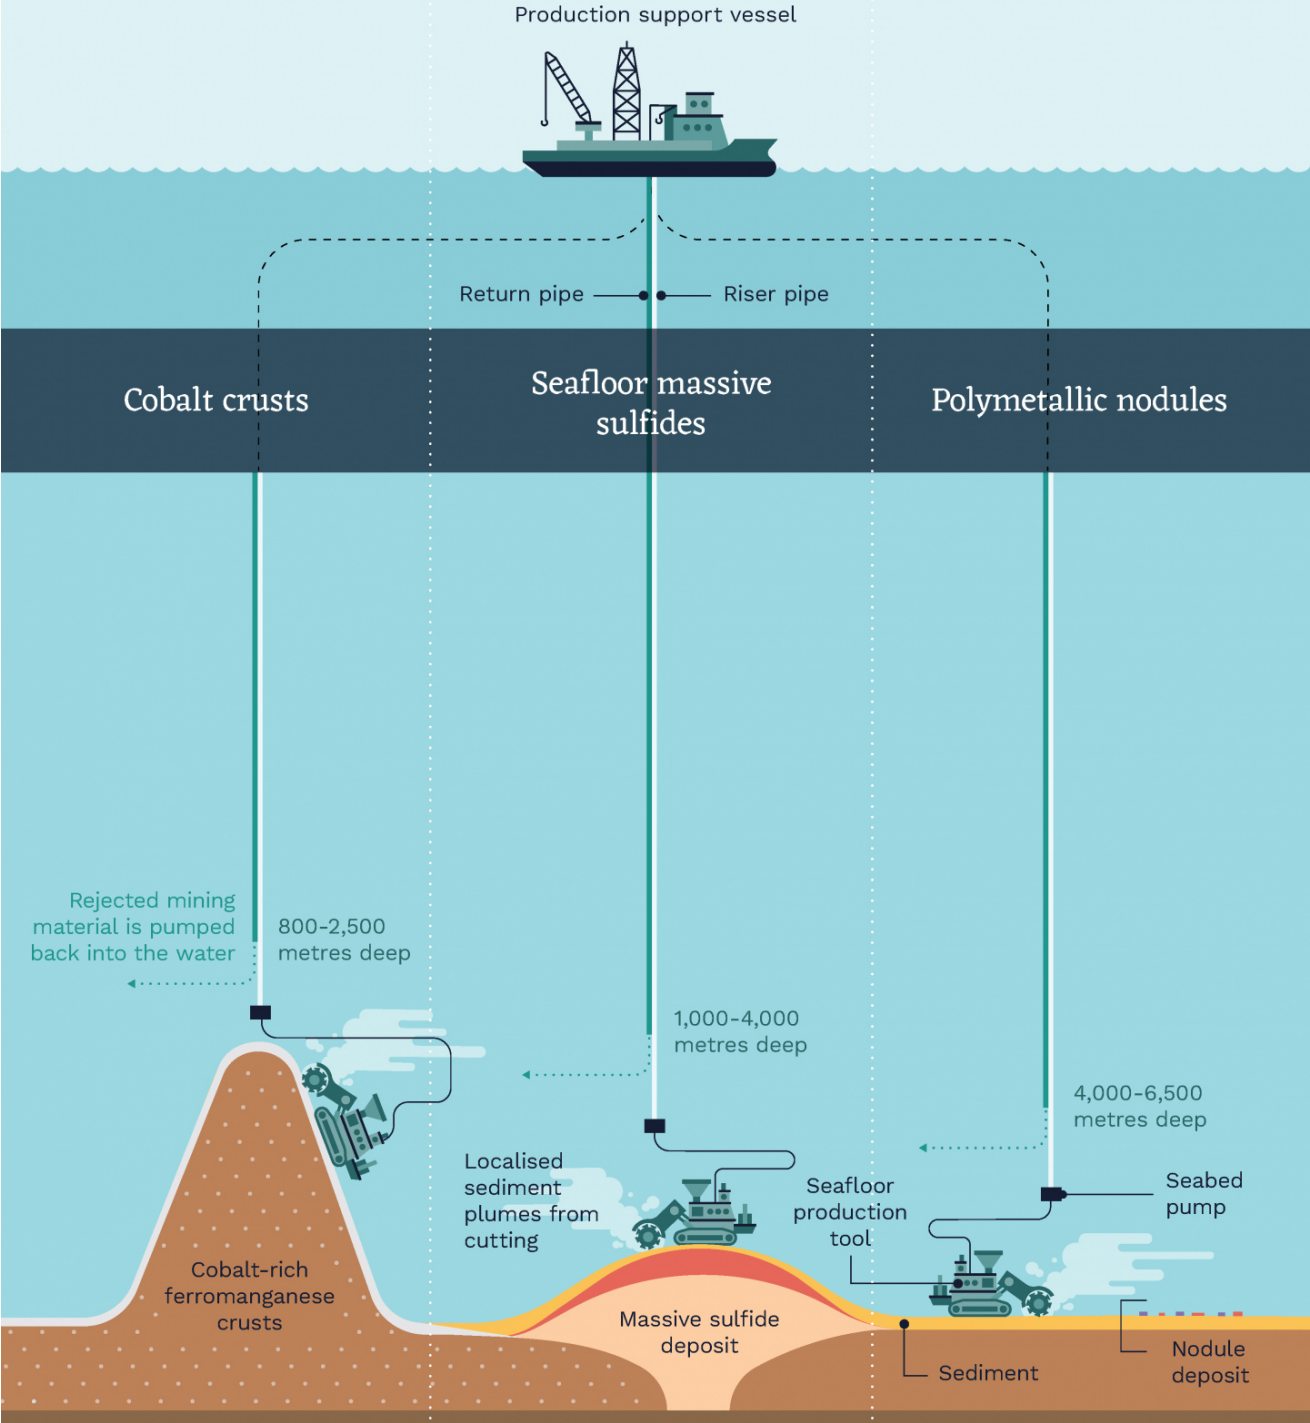 Production support vessel
Return pipe
Riser pipe
Cobalt crusts
Seafloor massive
sulfides
Polymetallic nodules
Rejected mining
material is pumped
back into the water
800-2,500
metres deep
1,000-4,000
metres deep
4,000-6,500
metres deep
Localised
sediment
plumes from
cutting
Seafloor
production
tool
Seabed
pump
Cobalt-rich
ferromanganese
crusts
Massive sulfide
deposit
Sediment
Nodule
deposit